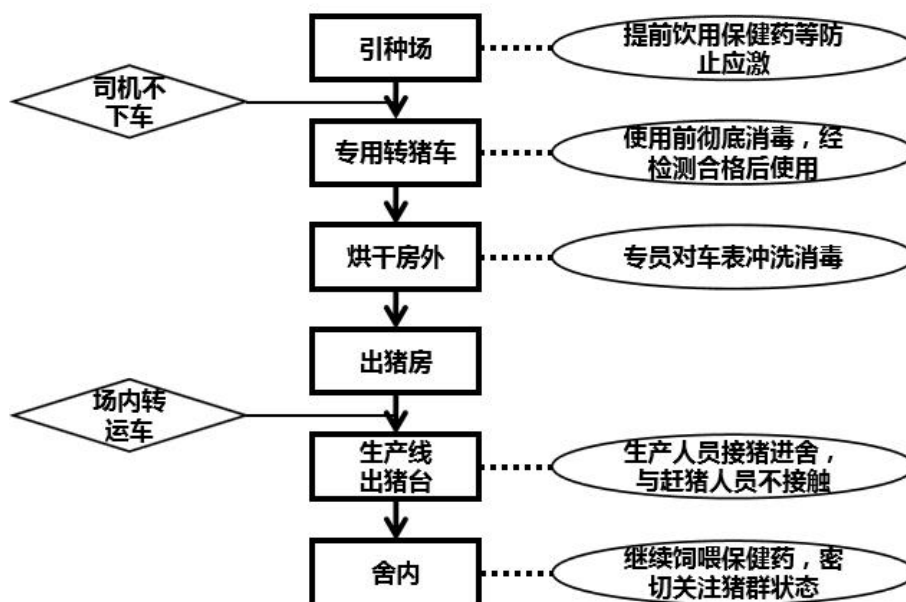 引种场
提前饮用保健药等防
止应激
司机不
下车
专用转猪车
使用前彻底消毒，经
检测合格后使用
烘干房外
专员对车表冲洗消毒
出猪房
场内转
运车
生产线
出猪台
生产人员接猪进舍，
与赶猪人员不接触
舍内
继续饲喂保健药，密
切关注猪群状态